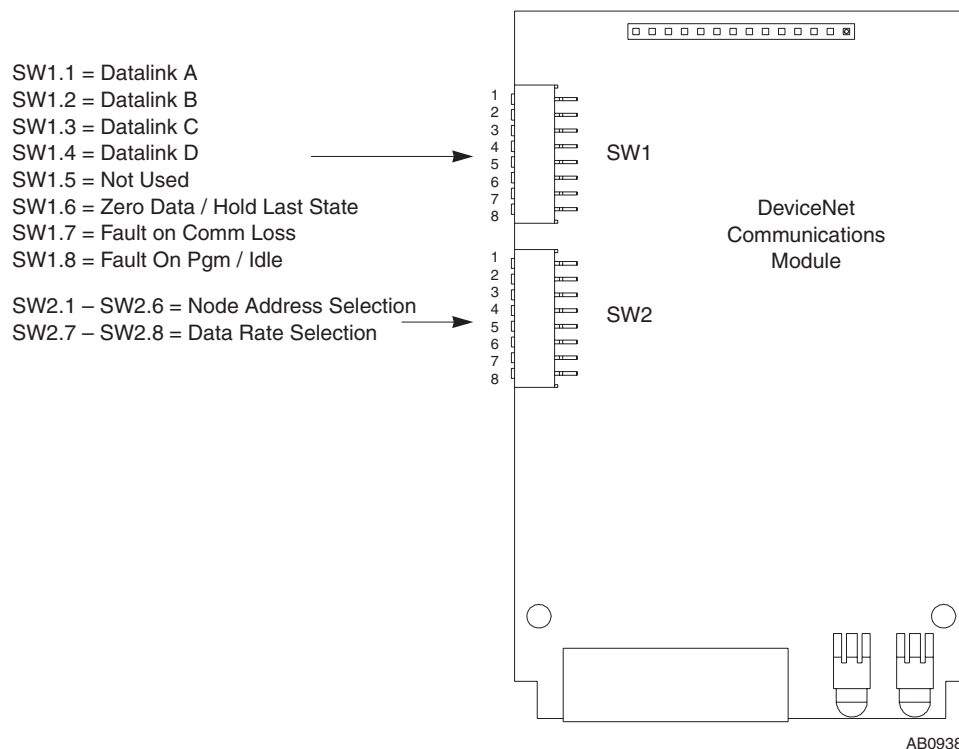 SW1.1 = Datalink A
SW1.2 = Datalink B
SW1.3 = Datalink C
SW1.4 = Datalink D
SW1.5 = Not Used
SW1.6 = Zero Data / Hold Last State
SW1.7 = Fault on Comm Loss
SW1.8 = Fault On Pgm / Idle
SW2.1 – SW2.6 = Node Address Selection
SW2.7 – SW2.8 = Data Rate Selection
1
2
3
4
5
6
7
8
SW1
1
2
3
4
5
6
7
8
SW2
DeviceNet
Communications
Module
AB0938